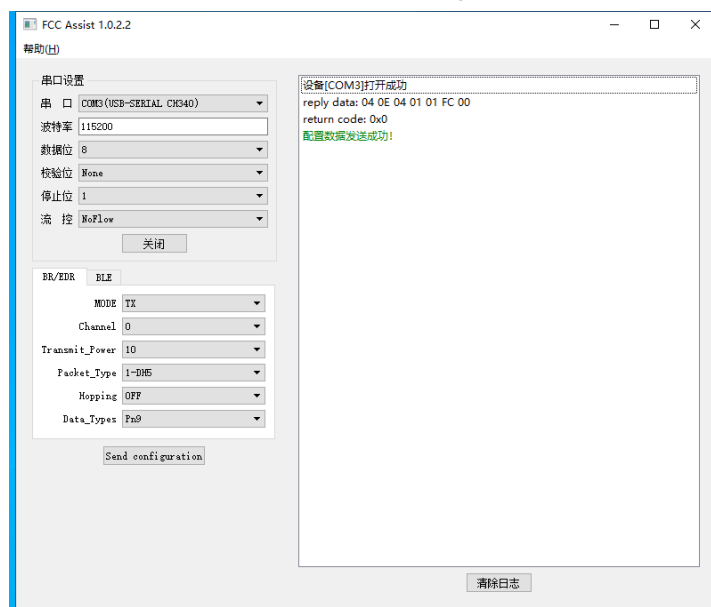 FCC Assist 1.0.2.2
帮助(H)
串口设置
串 口 COM3(USB-SERIAL CH340)
波特率 115200
数据位 8
校验位 None
停止位 1
流 控 NoFlow
关闭
BR/EDR BLE
MODE TX
Channel 0
Transmit_Power 10
Packet_Type 1-DH5
Hopping OFF
Data_Types Pn9
Send configuration
设备[COM3]打开成功
reply data: 04 0E 04 01 01 FC 00
return code: 0x0
配置数据发送成功!
清除日志